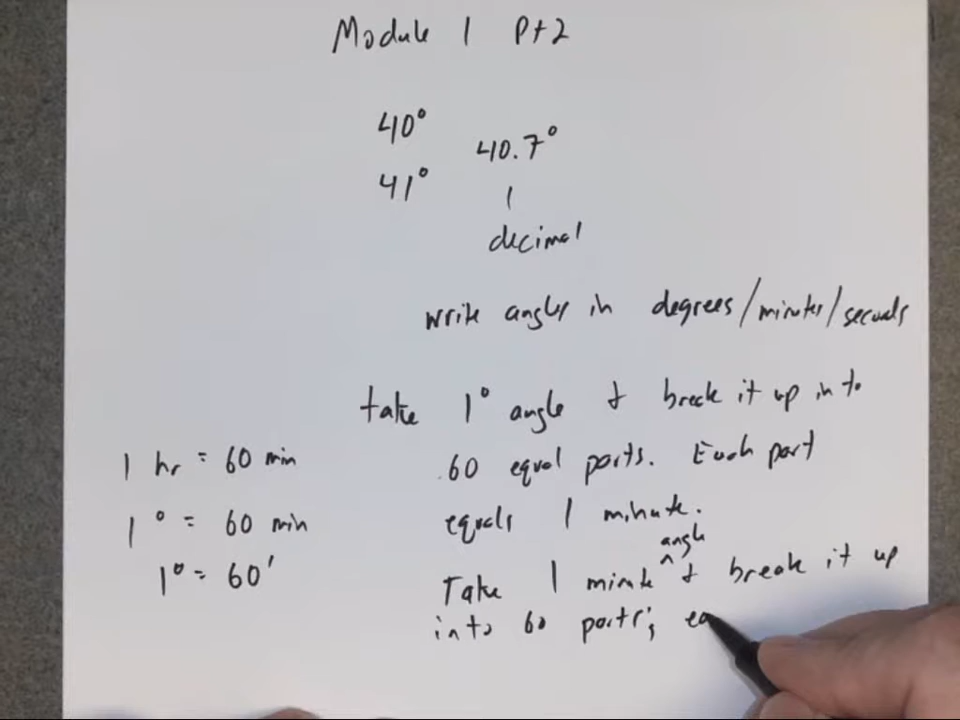 Module 1 Pt2
40°
40.7°
41°
decimal
write angles in degrees/minutes/seconds
take 1° angle & break it up into
60 equal parts. Each part
equals 1 minute.
angle
Take 1 minute ^ & break it up
into 60 parts; ea
1 hr = 60 min
1° = 60 min
1° = 60'